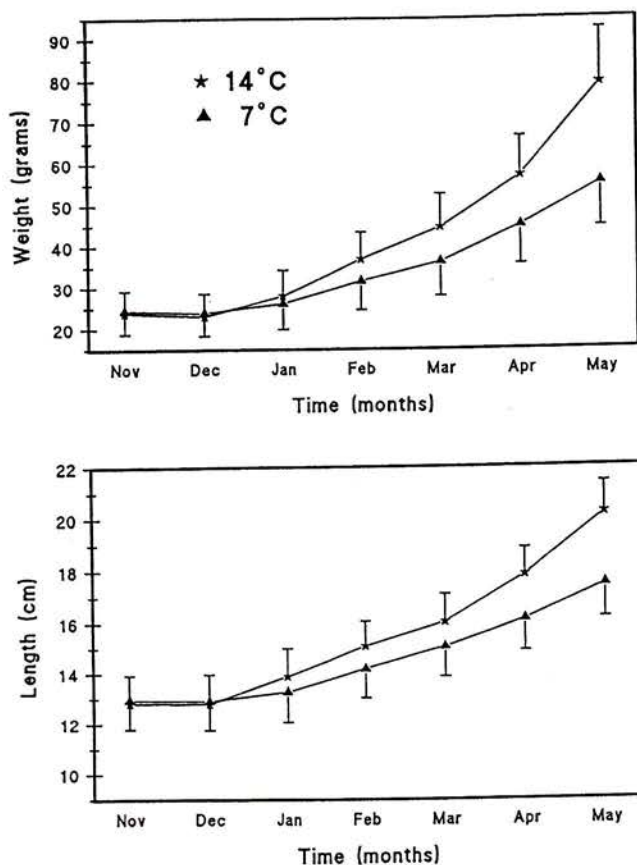 90
80
70
60
50
40
30
20
Weight (grams)
★ 14°C
▲ 7°C
Nov Dec Jan Feb Mar Apr May
Time (months)
22
20
18
16
14
12
10
Length (cm)
Nov Dec Jan Feb Mar Apr May
Time (months)